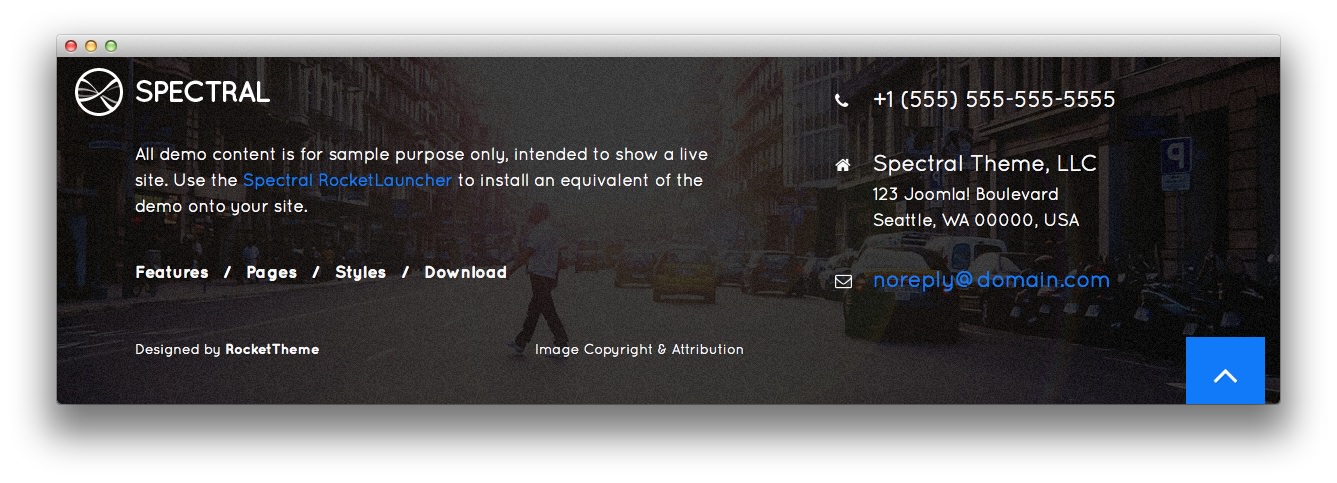 SPECTRAL
All demo content is for sample purpose only, intended to show a live
site. Use the Spectral RocketLauncher to install an equivalent of the
demo onto your site.
Features / Pages / Styles / Download
Designed by RocketTheme
Image Copyright & Attribution
+1 (555) 555-555-5555
Spectral Theme, LLC
123 Joomla! Boulevard
Seattle, WA 00000, USA
noreply@domain.com